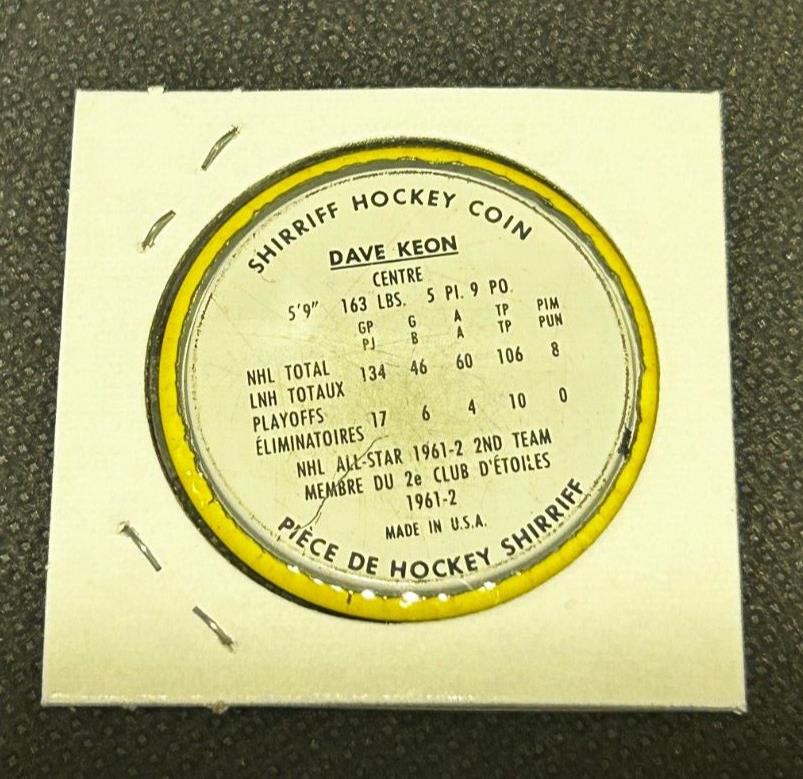 SHIRRIFF HOCKEY COIN
DAVE KEON
CENTRE
5'9" 163 LBS. 5 PI. 9 PO.
GP G A TP PIM
PJ B A TP PUN
NHL TOTAL 134 46 60 106 8
LNH TOTAUX
PLAYOFFS 17 6 4 10 0
ÉLIMINATOIRES
NHL ALL-STAR 1961-2 2ND TEAM
MEMBRE DU 2e CLUB D'ÉTOILES
1961-2
MADE IN U.S.A.
PIÈCE DE HOCKEY SHIRRIFF